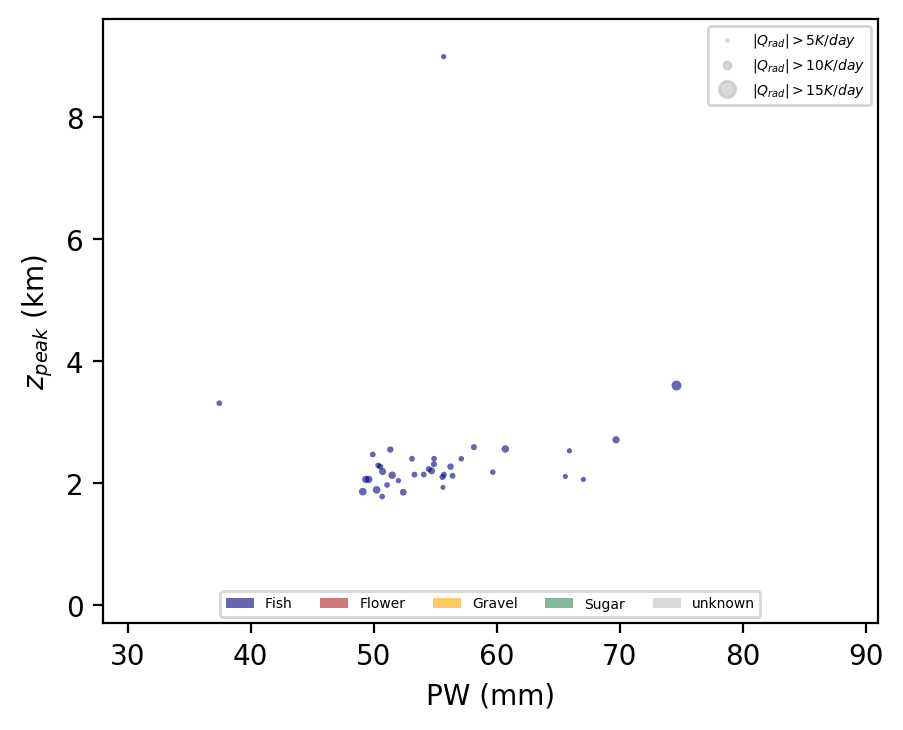 |Q_rad| > 5K/day
|Q_rad| > 10K/day
|Q_rad| > 15K/day
8
6
4
2
0
z_peak (km)
Fish Flower Gravel Sugar unknown
30 40 50 60 70 80 90
PW (mm)